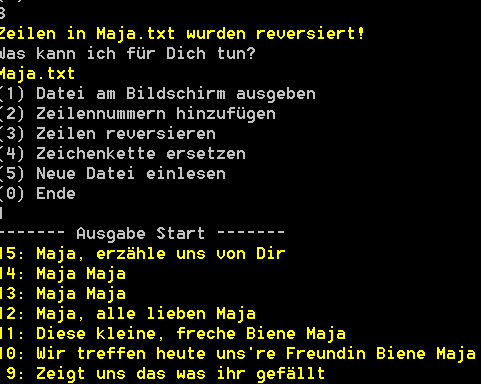 3
Zeilen in Maja.txt wurden reversiert!
Was kann ich für Dich tun?
Maja.txt
(1) Datei am Bildschirm ausgeben
(2) Zeilennummern hinzufügen
(3) Zeilen reversieren
(4) Zeichenkette ersetzen
(5) Neue Datei einlesen
(0) Ende
1
------- Ausgabe Start -------
15: Maja, erzähle uns von Dir
14: Maja Maja
13: Maja Maja
12: Maja, alle lieben Maja
11: Diese kleine, freche Biene Maja
10: Wir treffen heute uns're Freundin Biene Maja
9: Zeigt uns das was ihr gefällt